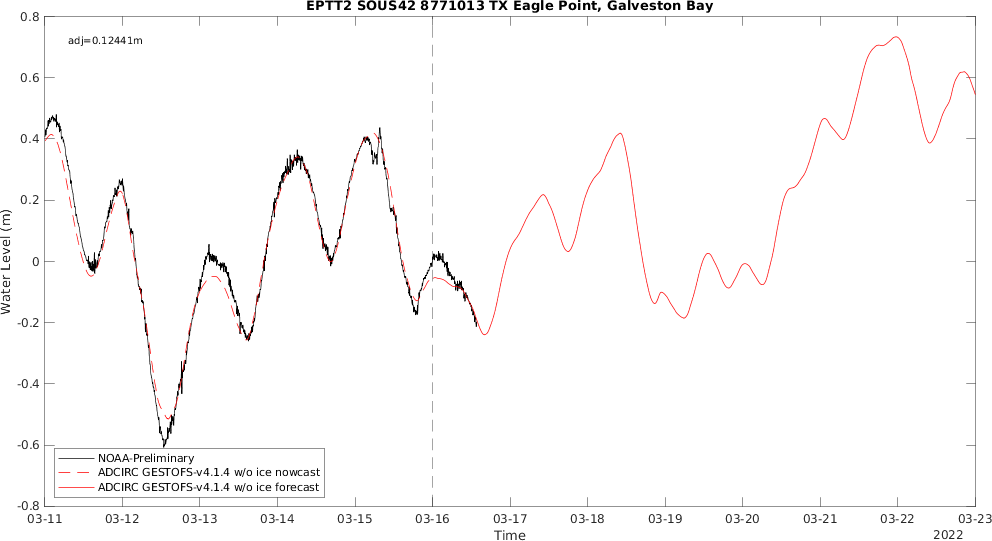 EPTT2 SOUS42 8771013 TX Eagle Point, Galveston Bay
adj=0.12441m
0.8
0.6
0.4
0.2
0
-0.2
-0.4
-0.6
-0.8
Water Level (m)
NOAA-Preliminary
ADCIRC GESTOFS-v4.1.4 w/o ice nowcast
ADCIRC GESTOFS-v4.1.4 w/o ice forecast
03-11 03-12 03-13 03-14 03-15 03-16 03-17 03-18 03-19 03-20 03-21 03-22 03-23
Time
2022